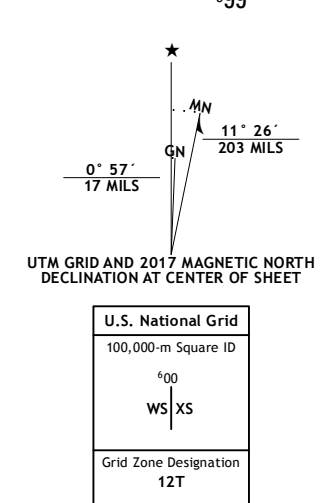 ⁶99
★
MN
GN
11° 26´
203 MILS
0° 57´
17 MILS
UTM GRID AND 2017 MAGNETIC NORTH
DECLINATION AT CENTER OF SHEET
U.S. National Grid
100,000-m Square ID
⁶00
WS XS
Grid Zone Designation
12T